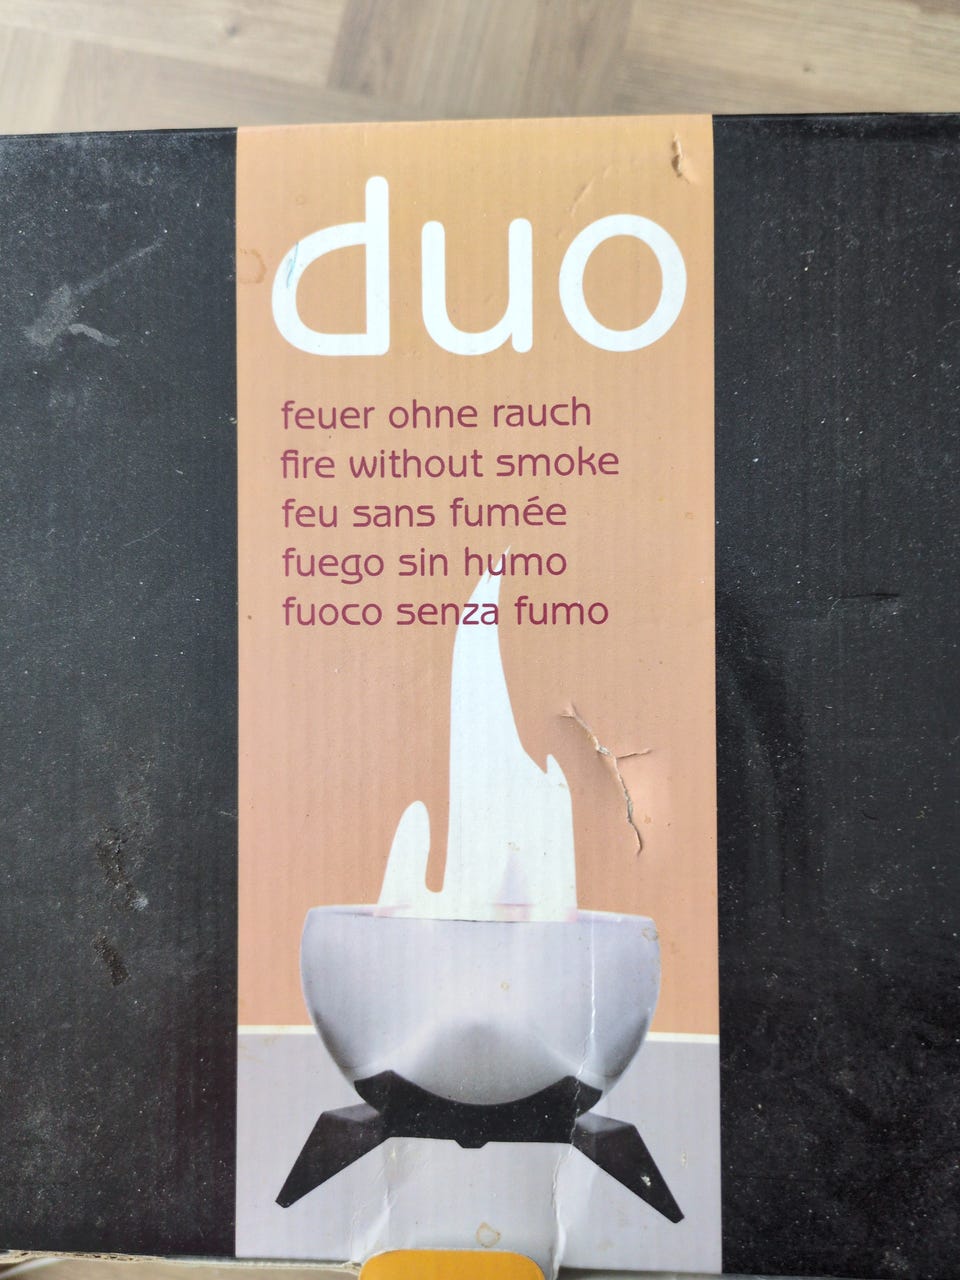 duo
feuer ohne rauch
fire without smoke
feu sans fumée
fuego sin humo
fuoco senza fumo